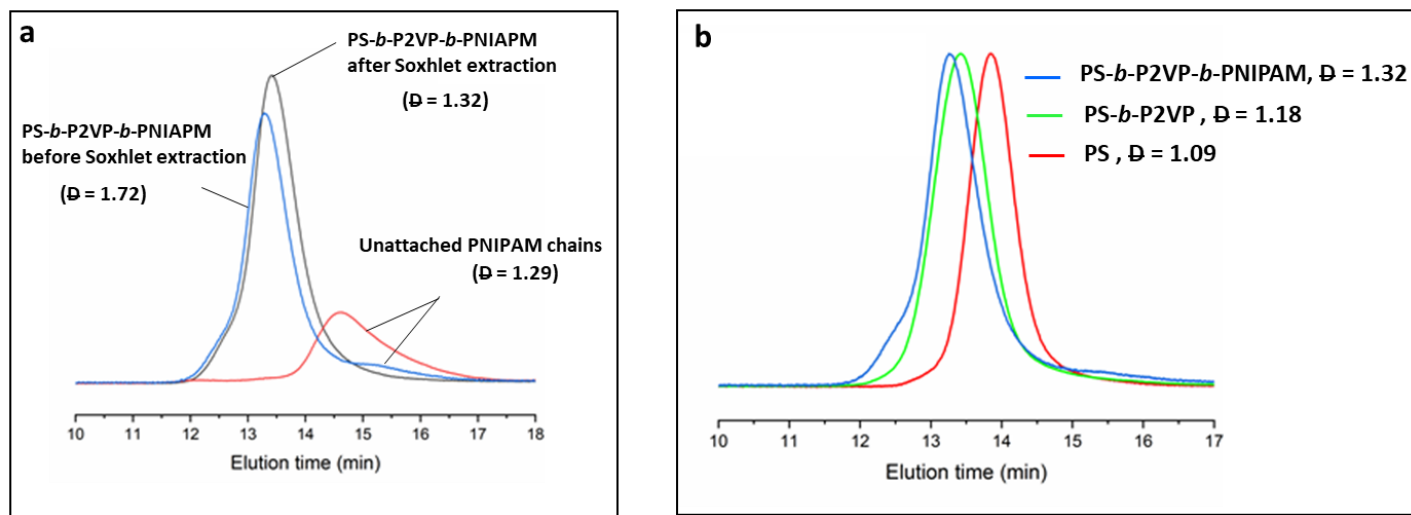 a
PS-b-P2VP-b-PNIAPM
after Soxhlet extraction
(Đ = 1.32)
PS-b-P2VP-b-PNIAPM
before Soxhlet extraction
(Đ = 1.72)
Unattached PNIPAM chains
(Đ = 1.29)
10 11 12 13 14 15 16 17 18
Elution time (min)
b
PS-b-P2VP-b-PNIPAM, Đ = 1.32
PS-b-P2VP , Đ = 1.18
PS , Đ = 1.09
10 11 12 13 14 15 16 17
Elution time (min)